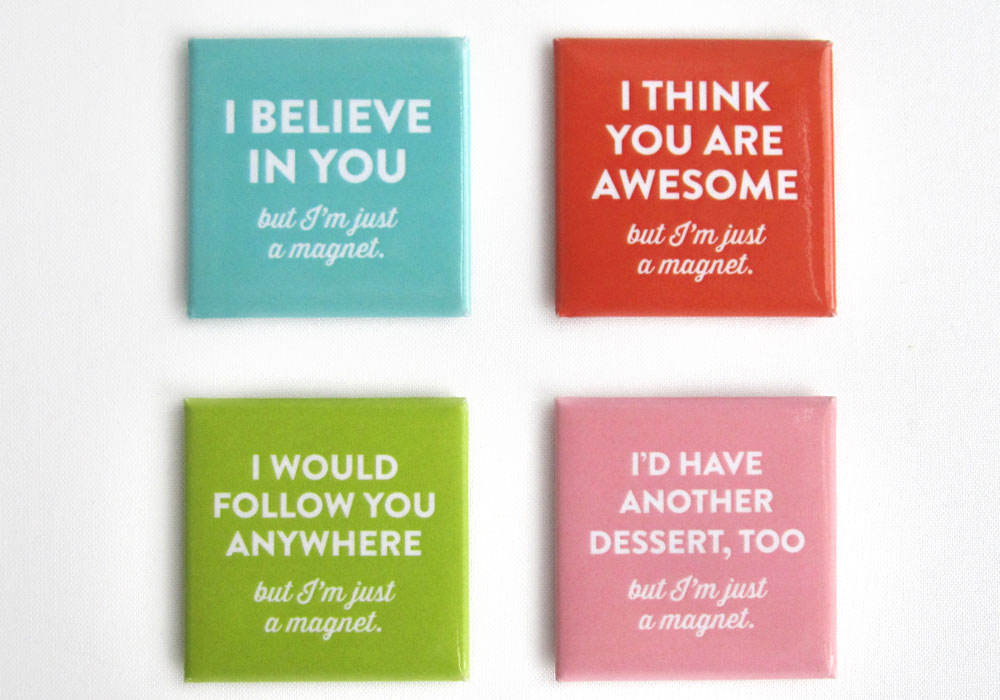 I BELIEVE
IN YOU
but I'm just
a magnet.
I THINK
YOU ARE
AWESOME
but I'm just
a magnet.
I WOULD
FOLLOW YOU
ANYWHERE
but I'm just
a magnet.
I'D HAVE
ANOTHER
DESSERT, TOO
but I'm just
a magnet.